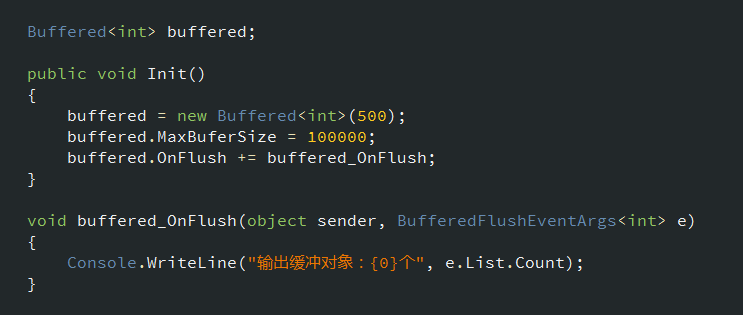 Buffered<int> buffered;
public void Init()
{
buffered = new Buffered<int>(500);
buffered.MaxBuferSize = 100000;
buffered.OnFlush += buffered_OnFlush;
}
void buffered_OnFlush(object sender, BufferedFlushEventArgs<int> e)
{
Console.WriteLine("输出缓冲对象：{0}个", e.List.Count);
}